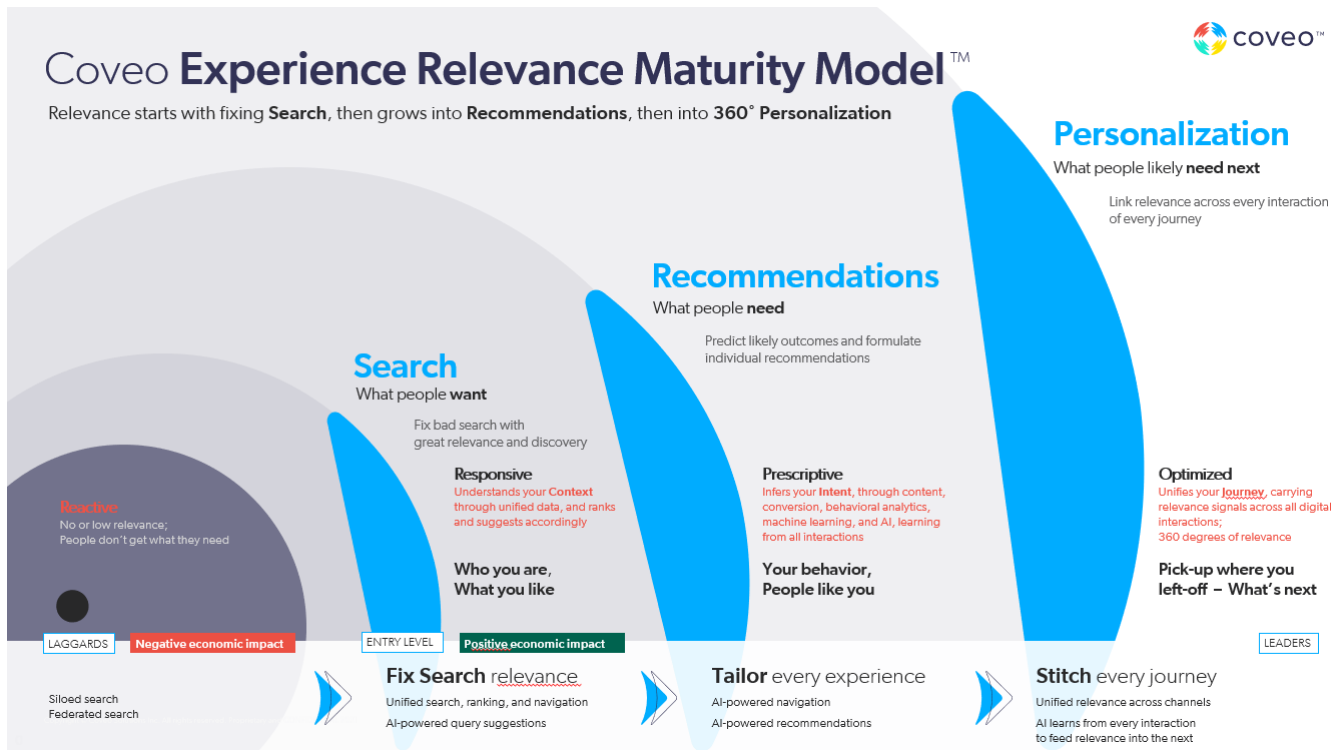 coveo™
Coveo Experience Relevance Maturity Model™
Relevance starts with fixing Search, then grows into Recommendations, then into 360° Personalization
Personalization
What people likely need next
Link relevance across every interaction
of every journey
Recommendations
What people need
Predict likely outcomes and formulate
individual recommendations
Search
What people want
Fix bad search with
great relevance and discovery
Reactive
No or low relevance;
People don't get what they need
Responsive
Understands your Context
through unified data, and ranks
and suggests accordingly
Who you are,
What you like
Prescriptive
Infers your Intent, through content,
conversion, behavioral analytics,
machine learning, and AI, learning
from all interactions
Your behavior,
People like you
Optimized
Unifies your Journey, carrying
relevance signals across all digital
interactions;
360 degrees of relevance
Pick-up where you
left-off – What's next
LAGGARDS
Negative economic impact
ENTRY LEVEL
Positive economic impact
LEADERS
Siloed search
Federated search
Fix Search relevance
Unified search, ranking, and navigation
AI-powered query suggestions
Tailor every experience
AI-powered navigation
AI-powered recommendations
Stitch every journey
Unified relevance across channels
AI learns from every interaction
to feed relevance into the next